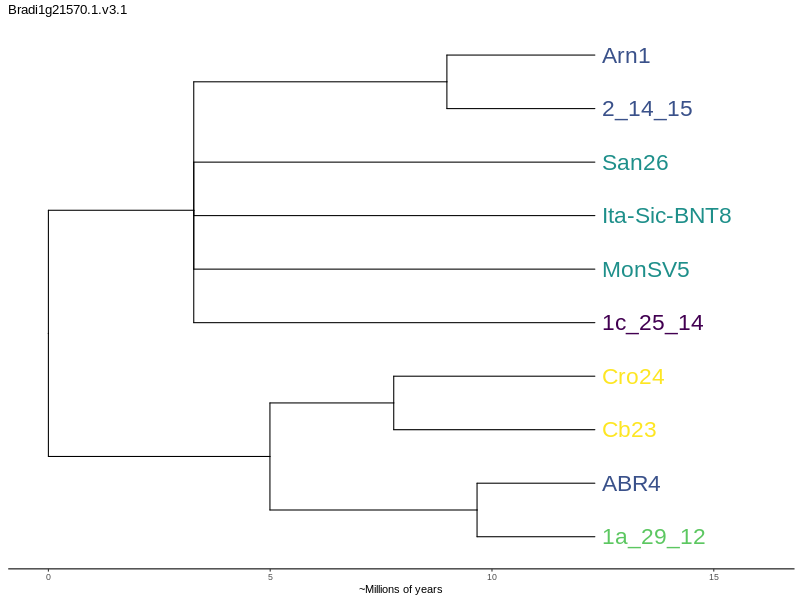 Bradi1g21570.1.v3.1
Arn1
2_14_15
San26
Ita-Sic-BNT8
MonSV5
1c_25_14
Cro24
Cb23
ABR4
1a_29_12
0 5 10 15
~Millions of years